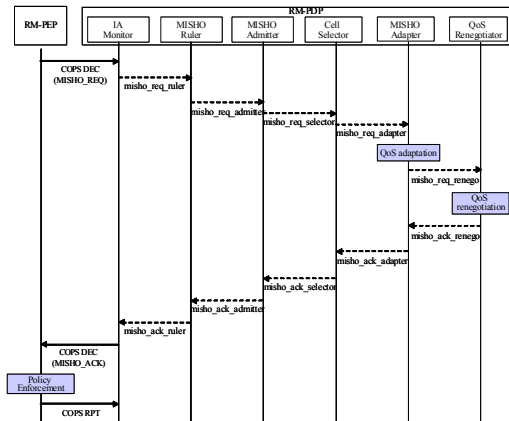 RM-PDP
RM-PEP
IA
Monitor
MISHO
Ruler
MISHO
Admitter
Cell
Selector
MISHO
Adapter
QoS
Renegotiator
COPS DEC
(MISHO_REQ)
misho_req_ruler
misho_req_admitter
misho_req_selector
misho_req_adapter
QoS adaptation
misho_req_renego
QoS
renegotiation
misho_ack_renego
misho_ack_adapter
misho_ack_selector
misho_ack_admitter
misho_ack_ruler
COPS DEC
(MISHO_ACK)
Policy
Enforcement
COPS RPT